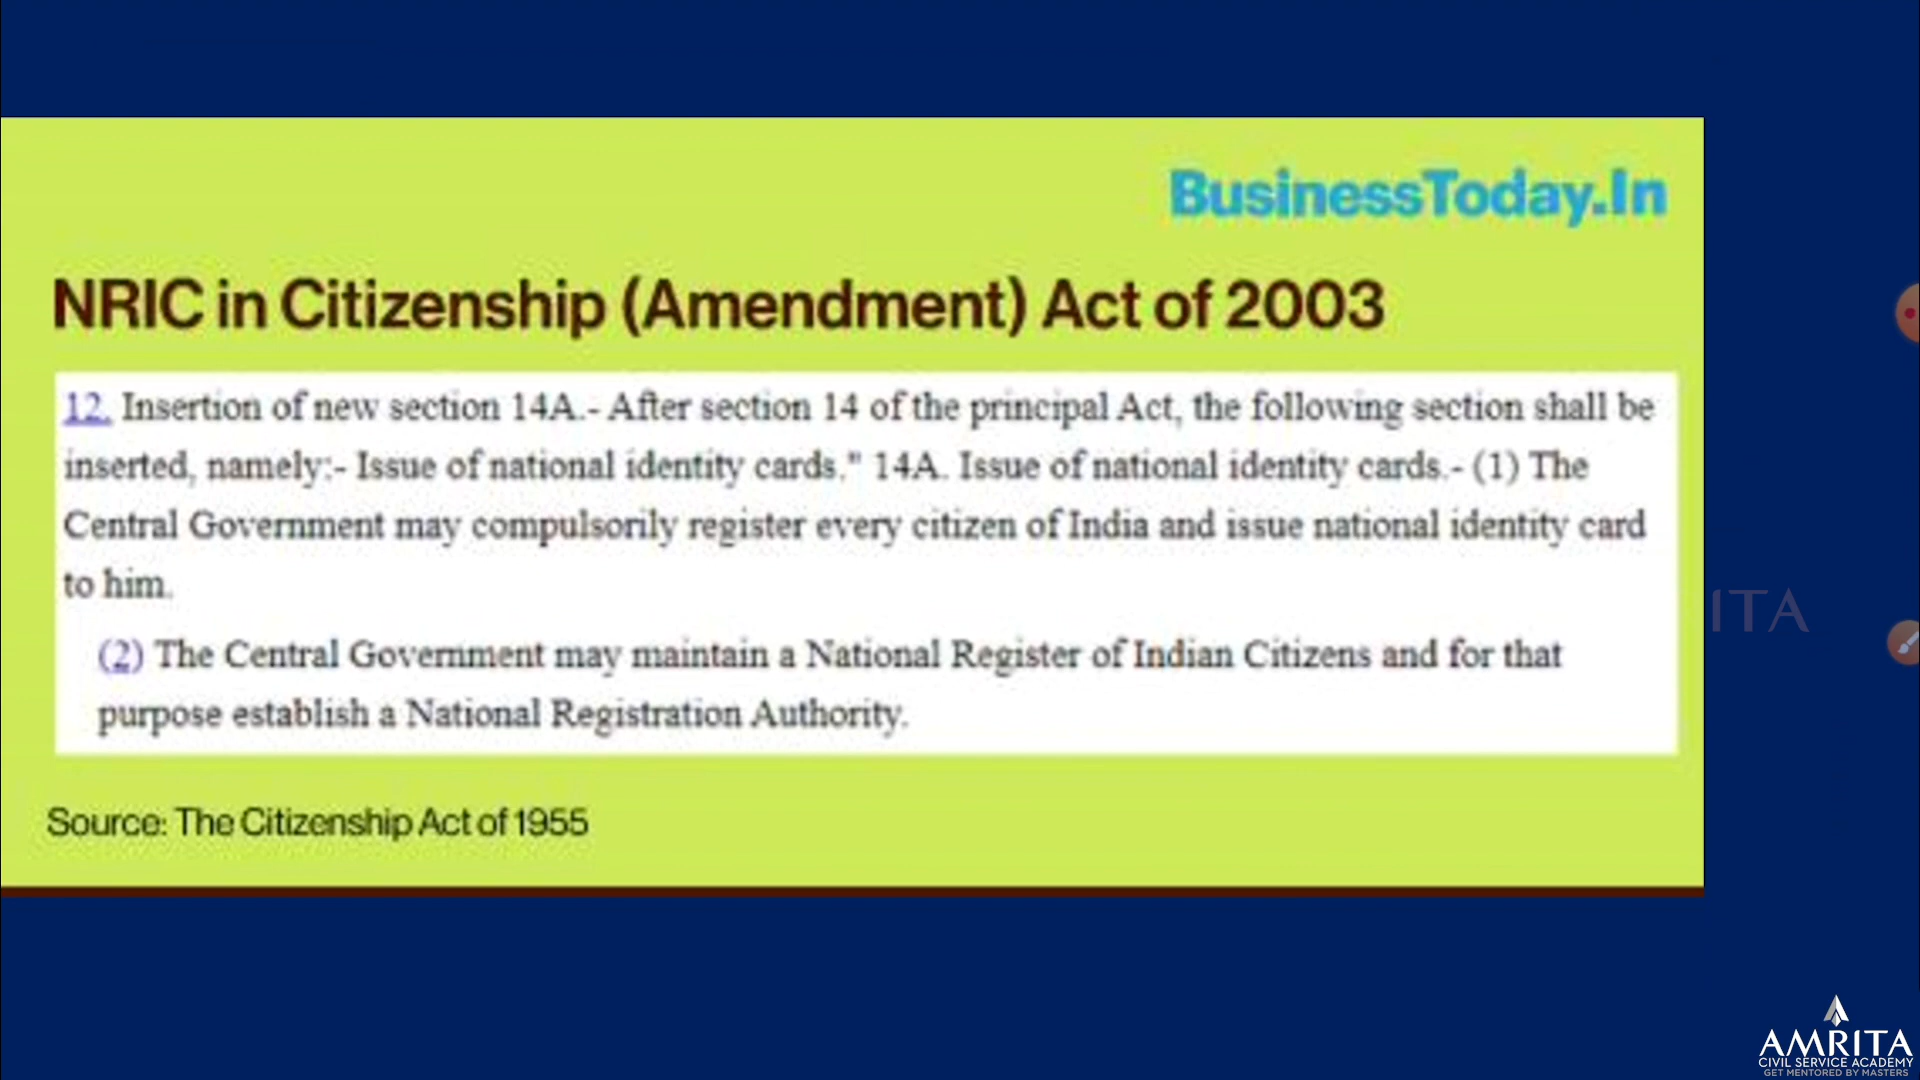 BusinessToday.In
NRIC in Citizenship (Amendment) Act of 2003
12. Insertion of new section 14A.- After section 14 of the principal Act, the following section shall be
inserted, namely:- Issue of national identity cards." 14A. Issue of national identity cards.- (1) The
Central Government may compulsorily register every citizen of India and issue national identity card
to him.
(2) The Central Government may maintain a National Register of Indian Citizens and for that
purpose establish a National Registration Authority.
Source: The Citizenship Act of 1955
ITA
AMRITA
CIVIL SERVICE ACADEMY
GET MENTORED BY MASTERS